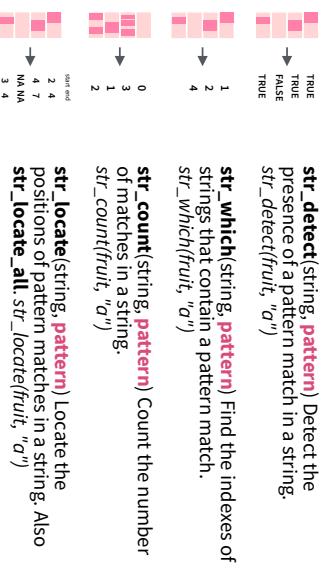 TRUE
TRUE
FALSE
TRUE
str_detect(string, pattern) Detect the
presence of a pattern match in a string.
str_detect(fruit, "a")
1
2
4
str_which(string, pattern) Find the indexes of
strings that contain a pattern match.
str_which(fruit, "a")
0
3
1
2
str_count(string, pattern) Count the number
of matches in a string.
str_count(fruit, "a")
start end
2 4
4 7
NA NA
3 4
str_locate(string, pattern) Locate the
positions of pattern matches in a string. Also
str_locate_all. str_locate(fruit, "a")